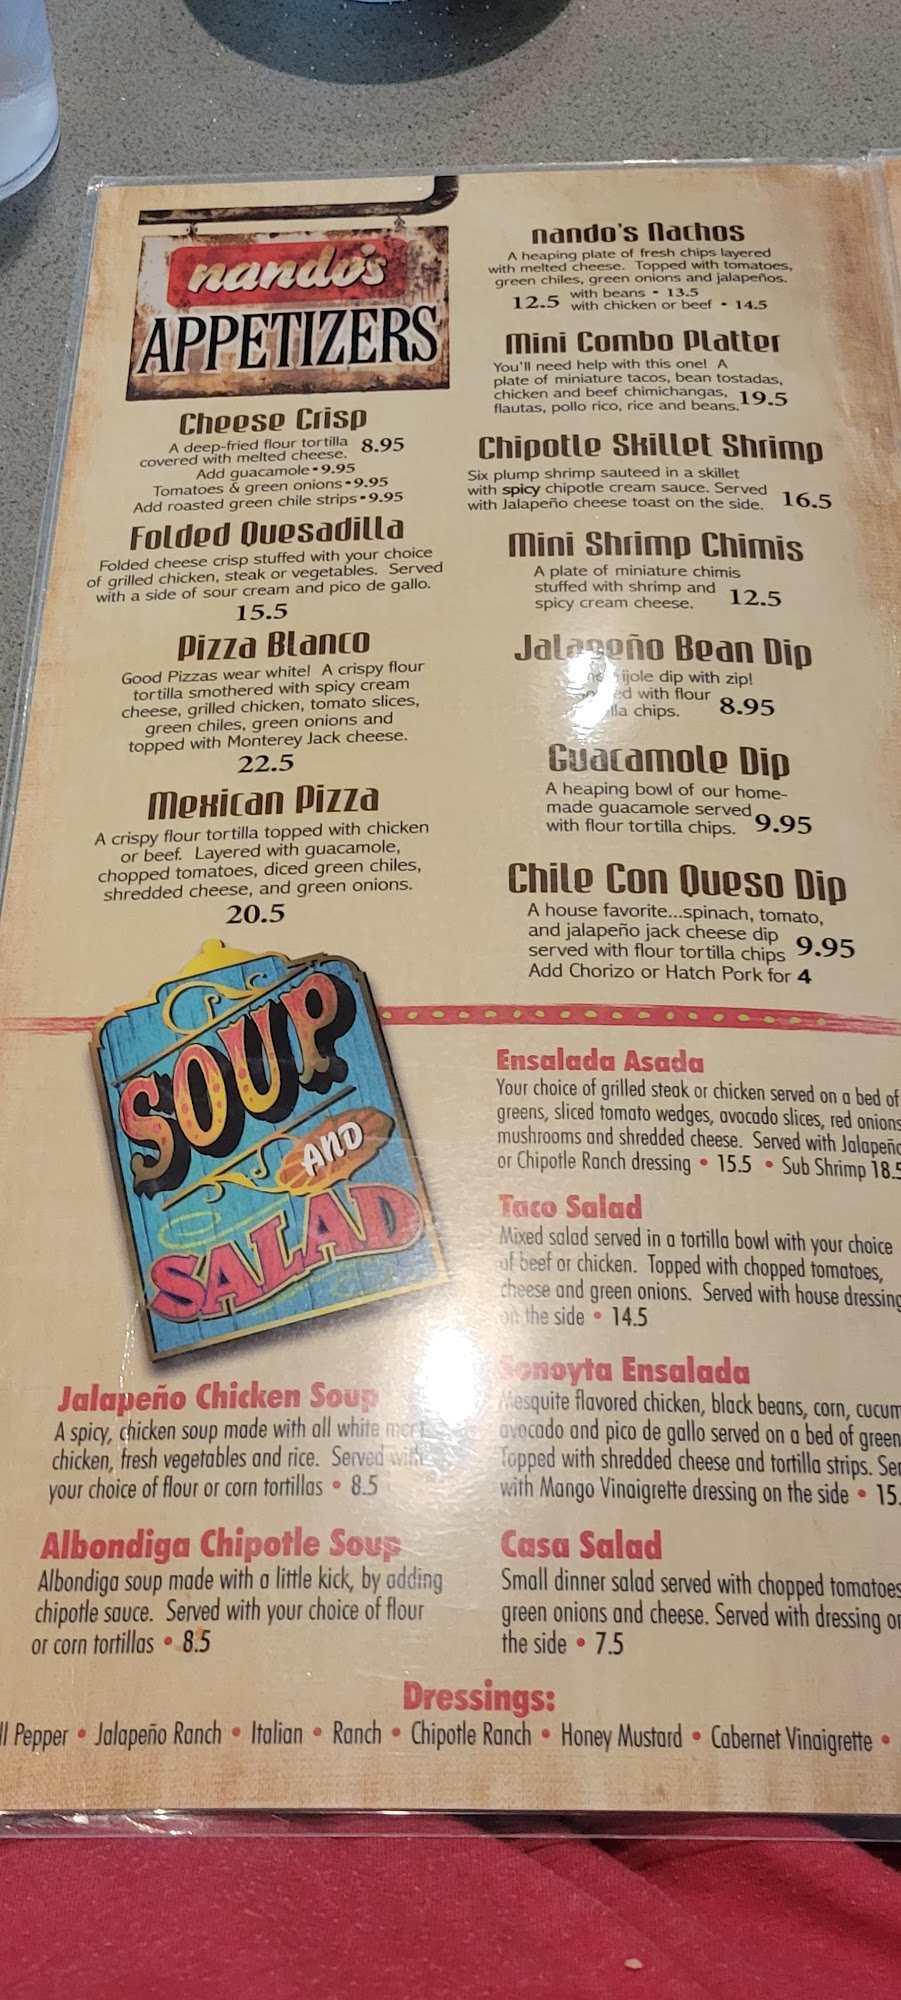 nando's
APPETIZERS
Cheese Crisp
A deep-fried flour tortilla
covered with melted cheese. 8.95
Add guacamole • 9.95
Tomatoes & green onions • 9.95
Add roasted green chile strips • 9.95
Folded Quesadilla
Folded cheese crisp stuffed with your choice
of grilled chicken, steak or vegetables. Served
with a side of sour cream and pico de gallo.
15.5
Pizza Blanco
Good Pizzas wear white! A crispy flour
tortilla smothered with spicy cream
cheese, grilled chicken, tomato slices,
green chiles, green onions and
topped with Monterey Jack cheese.
22.5
Mexican Pizza
A crispy flour tortilla topped with chicken
or beef. Layered with guacamole,
chopped tomatoes, diced green chiles,
shredded cheese, and green onions.
20.5
nando's Nachos
A heaping plate of fresh chips layered
with melted cheese. Topped with tomatoes,
green chiles, green onions and jalapeños.
12.5 with beans • 13.5
with chicken or beef • 14.5
Mini Combo Platter
You'll need help with this one! A
plate of miniature tacos, bean tostadas,
chicken and beef chimichangas,
flautas, pollo rico, rice and beans. 19.5
Chipotle Skillet Shrimp
Six plump shrimp sauteed in a skillet
with spicy chipotle cream sauce. Served
with Jalapeño cheese toast on the side. 16.5
Mini Shrimp Chimis
A plate of miniature chimis
stuffed with shrimp and
spicy cream cheese. 12.5
Jalapeño Bean Dip
dip with zip!
with flour
chips. 8.95
Guacamole Dip
A heaping bowl of our home-
made guacamole served
with flour tortilla chips. 9.95
Chile Con Queso Dip
A house favorite...spinach, tomato,
and jalapeño jack cheese dip
served with flour tortilla chips 9.95
Add Chorizo or Hatch Pork for 4
SOUP
AND
SALAD
Jalapeño Chicken Soup
A spicy, chicken soup made with all white meat
chicken, fresh vegetables and rice. Served with
your choice of flour or corn tortillas • 8.5
Albondiga Chipotle Soup
Albondiga soup made with a little kick, by adding
chipotle sauce. Served with your choice of flour
or corn tortillas • 8.5
Ensalada Asada
Your choice of grilled steak or chicken served on a bed of
greens, sliced tomato wedges, avocado slices, red onions
mushrooms and shredded cheese. Served with Jalapeño
or Chipotle Ranch dressing • 15.5 • Sub Shrimp 18.5
Taco Salad
Mixed salad served in a tortilla bowl with your choice
of beef or chicken. Topped with chopped tomatoes,
cheese and green onions. Served with house dressing
on the side • 14.5
Sonoyta Ensalada
Mesquite flavored chicken, black beans, corn,
avocado and pico de gallo served on a bed of green
Topped with shredded cheese and tortilla strips.
with Mango Vinaigrette dressing on the side • 15.
Casa Salad
Small dinner salad served with chopped tomatoes
green onions and cheese. Served with dressing on
the side • 7.5
Dressings:
Pepper • Jalapeño Ranch • Italian • Ranch • Chipotle Ranch • Honey Mustard • Cabernet Vinaigrette •